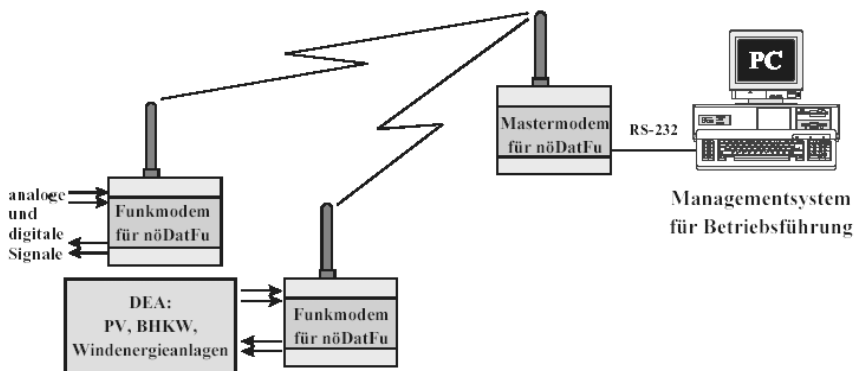 PC
Mastermodem
für nöDatFu
RS-232
Managementsystem
für Betriebsführung
analoge
und
digitale
Signale
Funkmodem
für nöDatFu
DEA:
PV, BHKW,
Windenergieanlagen
Funkmodem
für nöDatFu